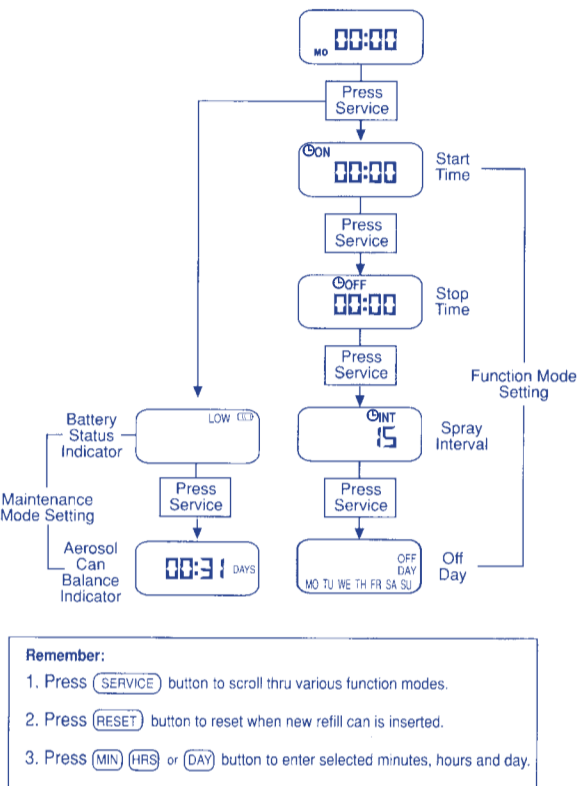 MO 00:00
Press
Service
ON
00:00
Start
Time
Press
Service
OFF
00:00
Stop
Time
Press
Service
Function Mode
Setting
Battery
Status
Indicator
LOW
INT
15
Spray
Interval
Maintenance
Mode Setting
Press
Service
Press
Service
Aerosol
Can
Balance
Indicator
00:31 DAYS
OFF
DAY
MO TU WE TH FR SA SU
Off
Day
Remember:
1. Press SERVICE button to scroll thru various function modes.
2. Press RESET button to reset when new refill can is inserted.
3. Press MIN HRS or DAY button to enter selected minutes, hours and day.